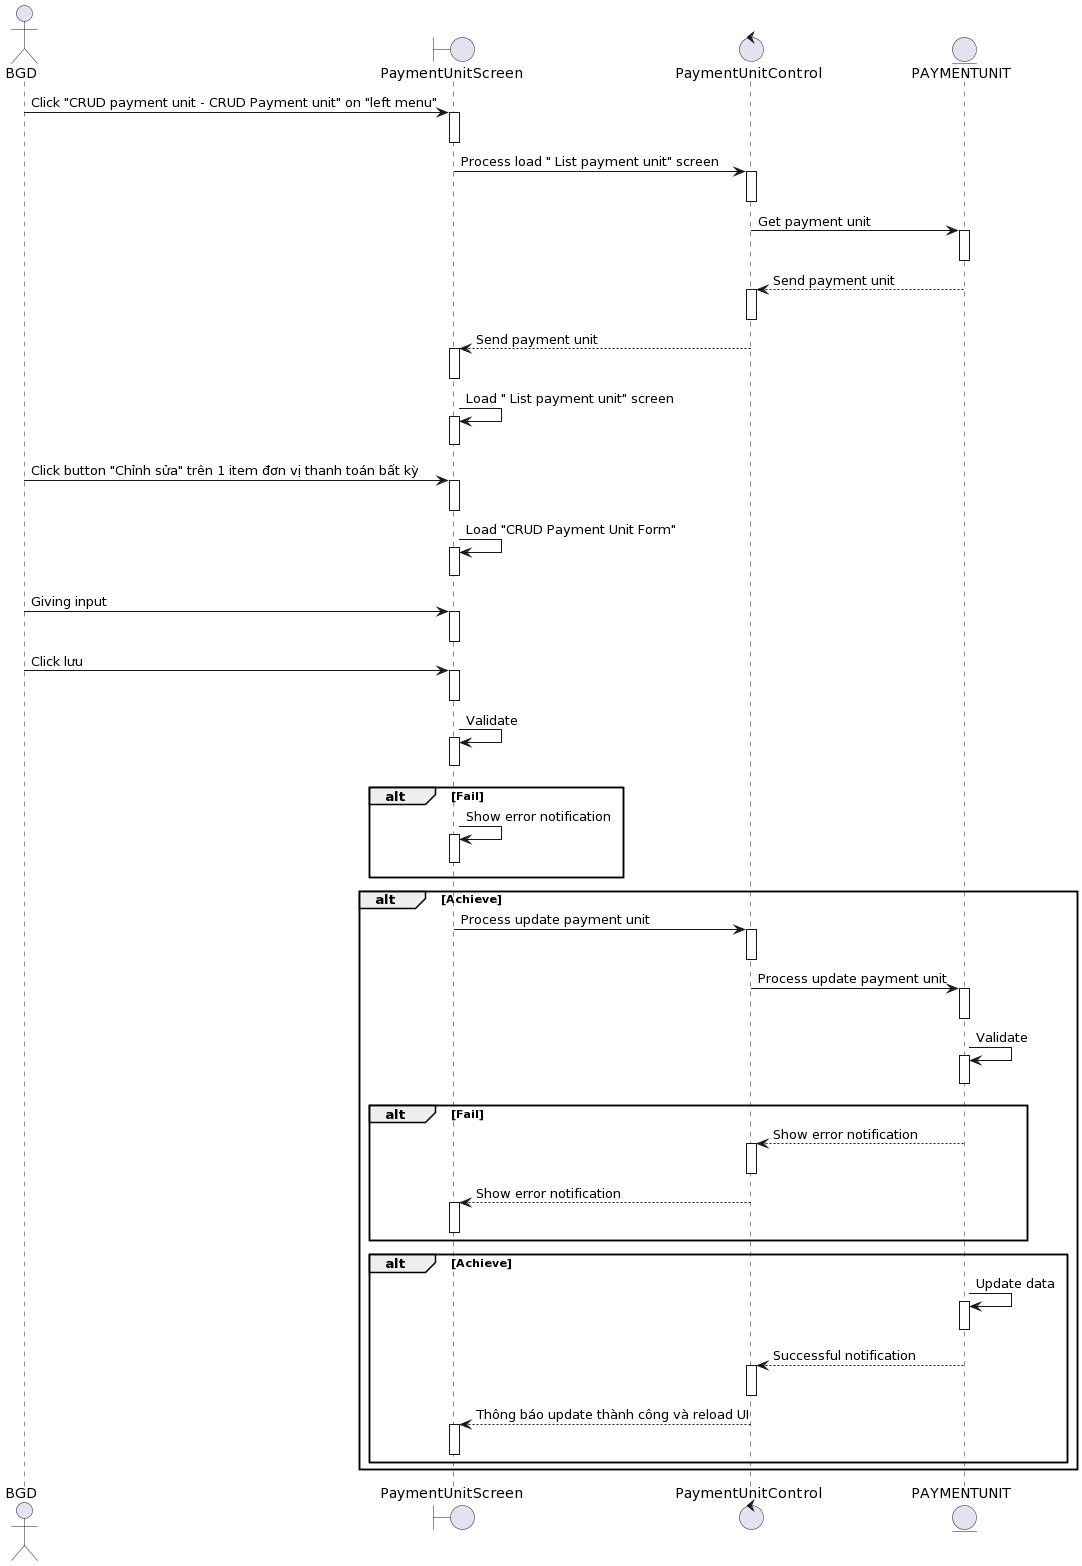 BGD
PaymentUnitScreen
PaymentUnitControl
PAYMENTUNIT
Click "CRUD payment unit - CRUD Payment unit" on "left menu"
Process load " List payment unit" screen
Get payment unit
Send payment unit
Send payment unit
Load " List payment unit" screen
Click button "Chỉnh sửa" trên 1 item đơn vị thanh toán bất kỳ
Load "CRUD Payment Unit Form"
Giving input
Click lưu
Validate
alt [Fail]
Show error notification
alt [Achieve]
Process update payment unit
Process update payment unit
Validate
alt [Fail]
Show error notification
Show error notification
alt [Achieve]
Update data
Successful notification
Thông báo update thành công và reload UI
BGD
PaymentUnitScreen
PaymentUnitControl
PAYMENTUNIT